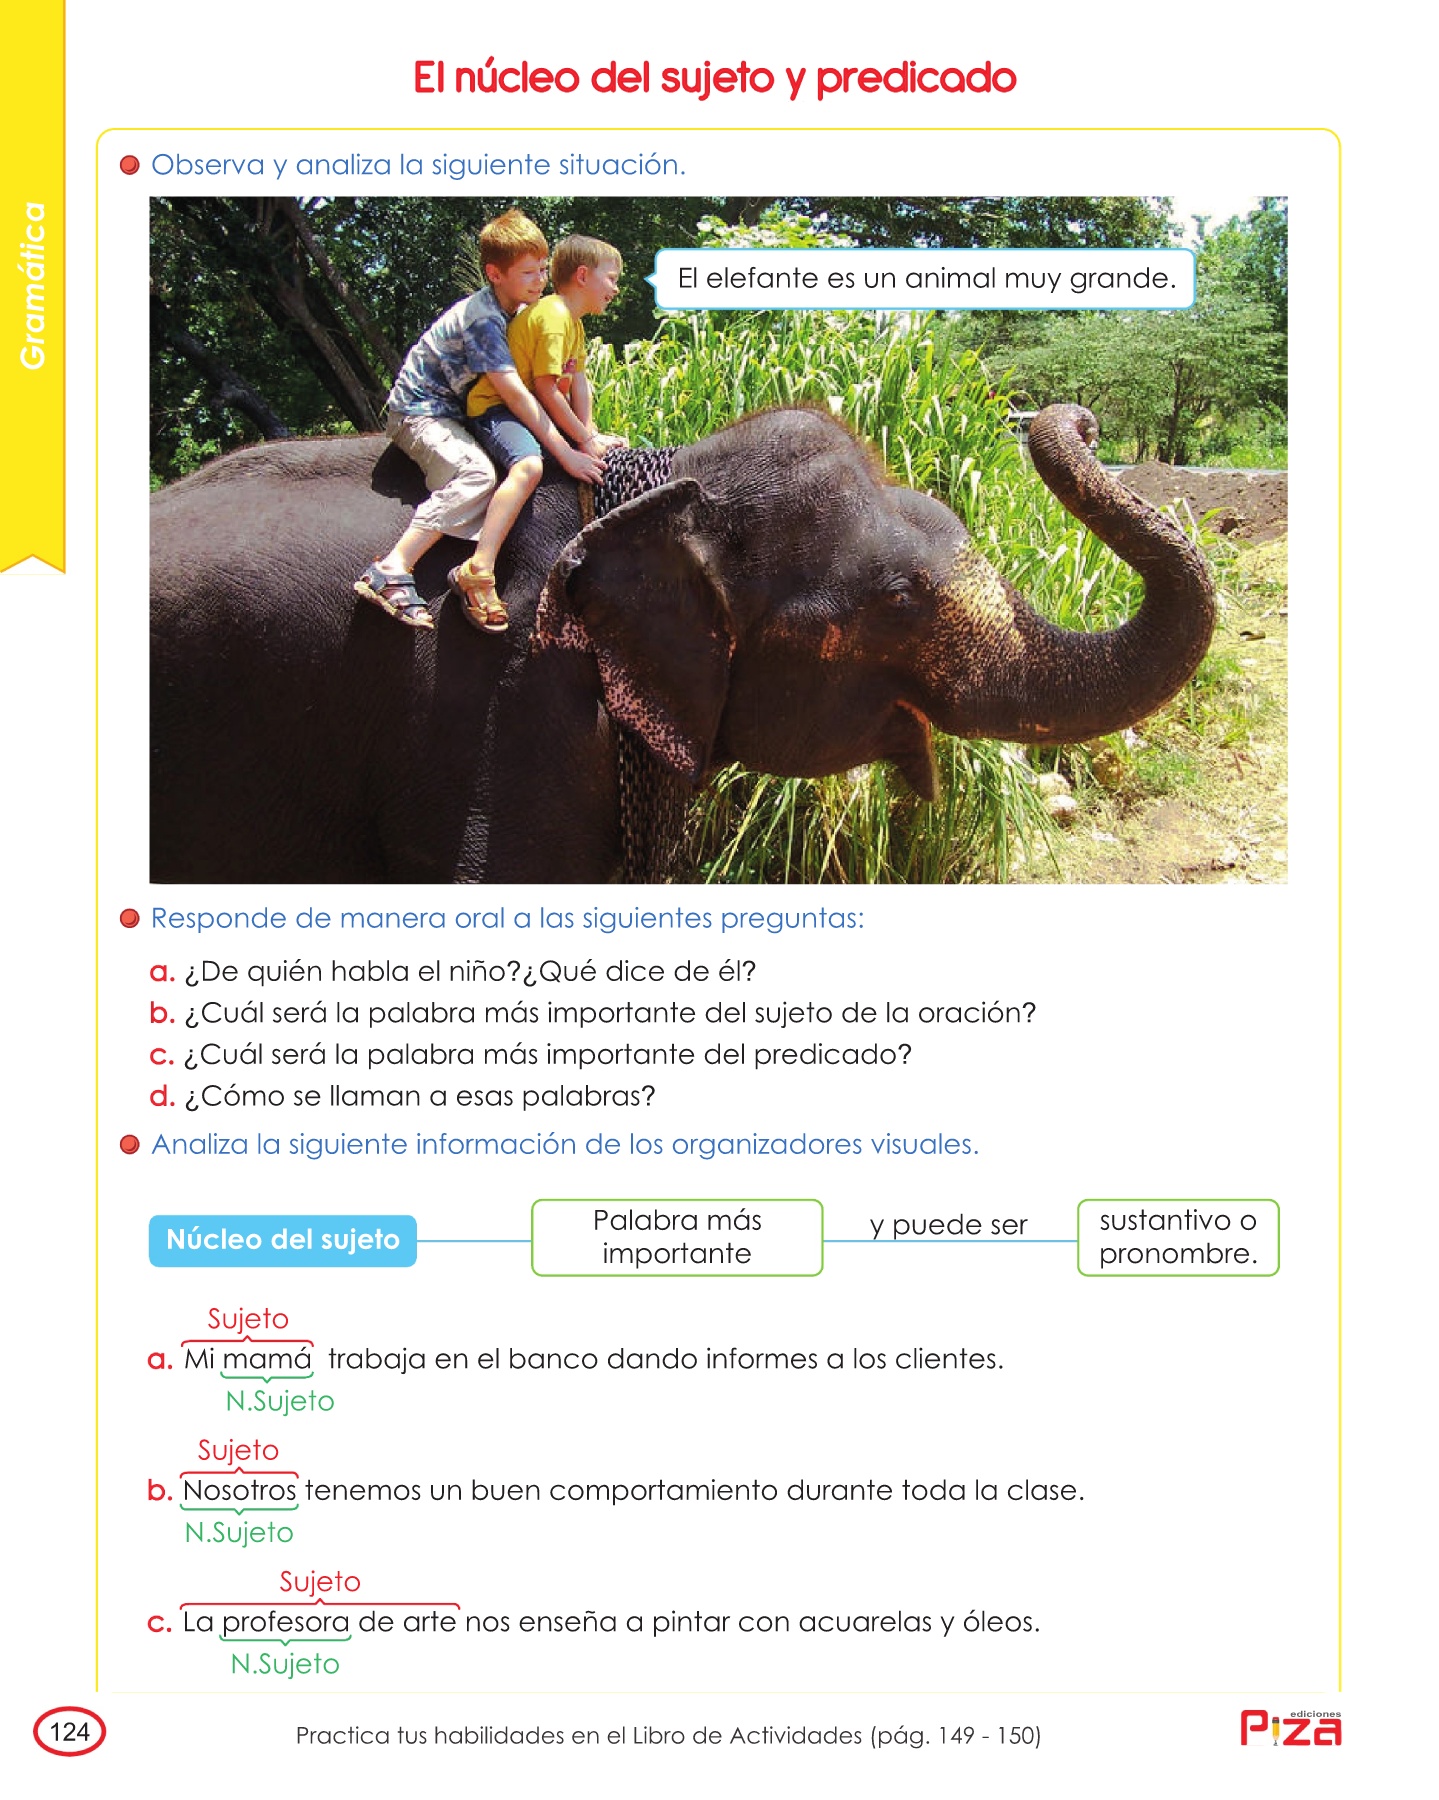 El núcleo del sujeto y predicado
Gramática
Observa y analiza la siguiente situación.
El elefante es un animal muy grande.
Responde de manera oral a las siguientes preguntas:
a. ¿De quién habla el niño?¿Qué dice de él?
b. ¿Cuál será la palabra más importante del sujeto de la oración?
c. ¿Cuál será la palabra más importante del predicado?
d. ¿Cómo se llaman a esas palabras?
Analiza la siguiente información de los organizadores visuales.
Núcleo del sujeto
Palabra más
importante
y puede ser
sustantivo o
pronombre.
Sujeto
a. Mi mamá trabaja en el banco dando informes a los clientes.
N.Sujeto
Sujeto
b. Nosotros tenemos un buen comportamiento durante toda la clase.
N.Sujeto
Sujeto
c. La profesora de arte nos enseña a pintar con acuarelas y óleos.
N.Sujeto
124
Practica tus habilidades en el Libro de Actividades (pág. 149 - 150)
ediciones
Piza